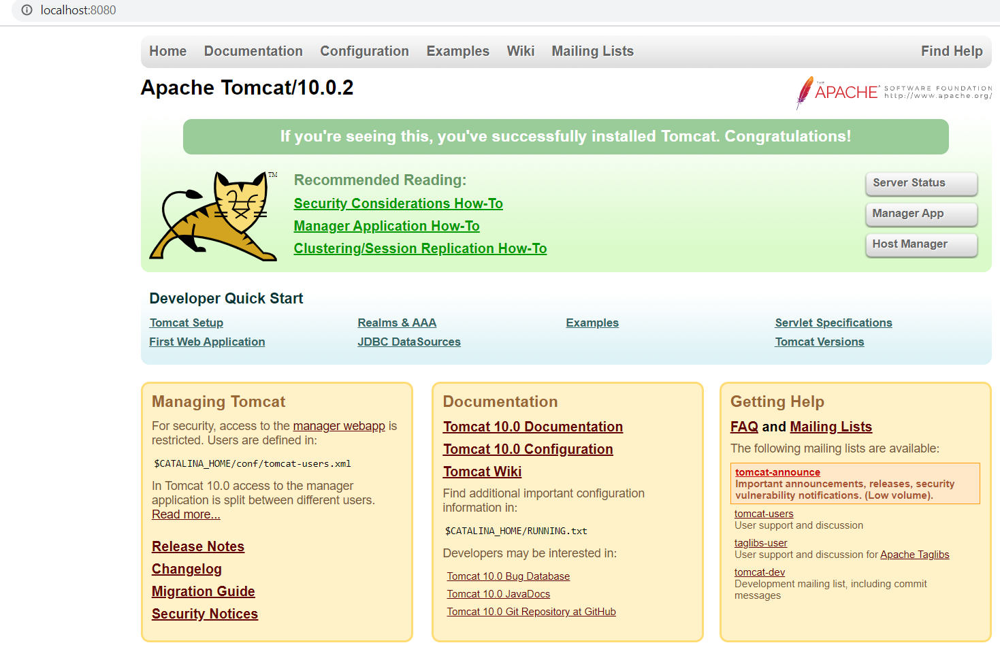 localhost:8080
Home Documentation Configuration Examples Wiki Mailing Lists Find Help
Apache Tomcat/10.0.2
THE APACHE SOFTWARE FOUNDATION
http://www.apache.org/
If you're seeing this, you've successfully installed Tomcat. Congratulations!
TM
Recommended Reading:
Security Considerations How-To
Manager Application How-To
Clustering/Session Replication How-To
Server Status
Manager App
Host Manager
Developer Quick Start
Tomcat Setup
First Web Application
Realms & AAA
JDBC DataSources
Examples
Servlet Specifications
Tomcat Versions
Managing Tomcat
For security, access to the manager webapp is
restricted. Users are defined in:
$CATALINA_HOME/conf/tomcat-users.xml
In Tomcat 10.0 access to the manager
application is split between different users.
Read more...
Release Notes
Changelog
Migration Guide
Security Notices
Documentation
Tomcat 10.0 Documentation
Tomcat 10.0 Configuration
Tomcat Wiki
Find additional important configuration
information in:
$CATALINA_HOME/RUNNING.txt
Developers may be interested in:
Tomcat 10.0 Bug Database
Tomcat 10.0 JavaDocs
Tomcat 10.0 Git Repository at GitHub
Getting Help
FAQ and Mailing Lists
The following mailing lists are available:
tomcat-announce
Important announcements, releases, security
vulnerability notifications. (Low volume).
tomcat-users
User support and discussion
taglibs-user
User support and discussion for Apache Taglibs
tomcat-dev
Development mailing list, including commit
messages